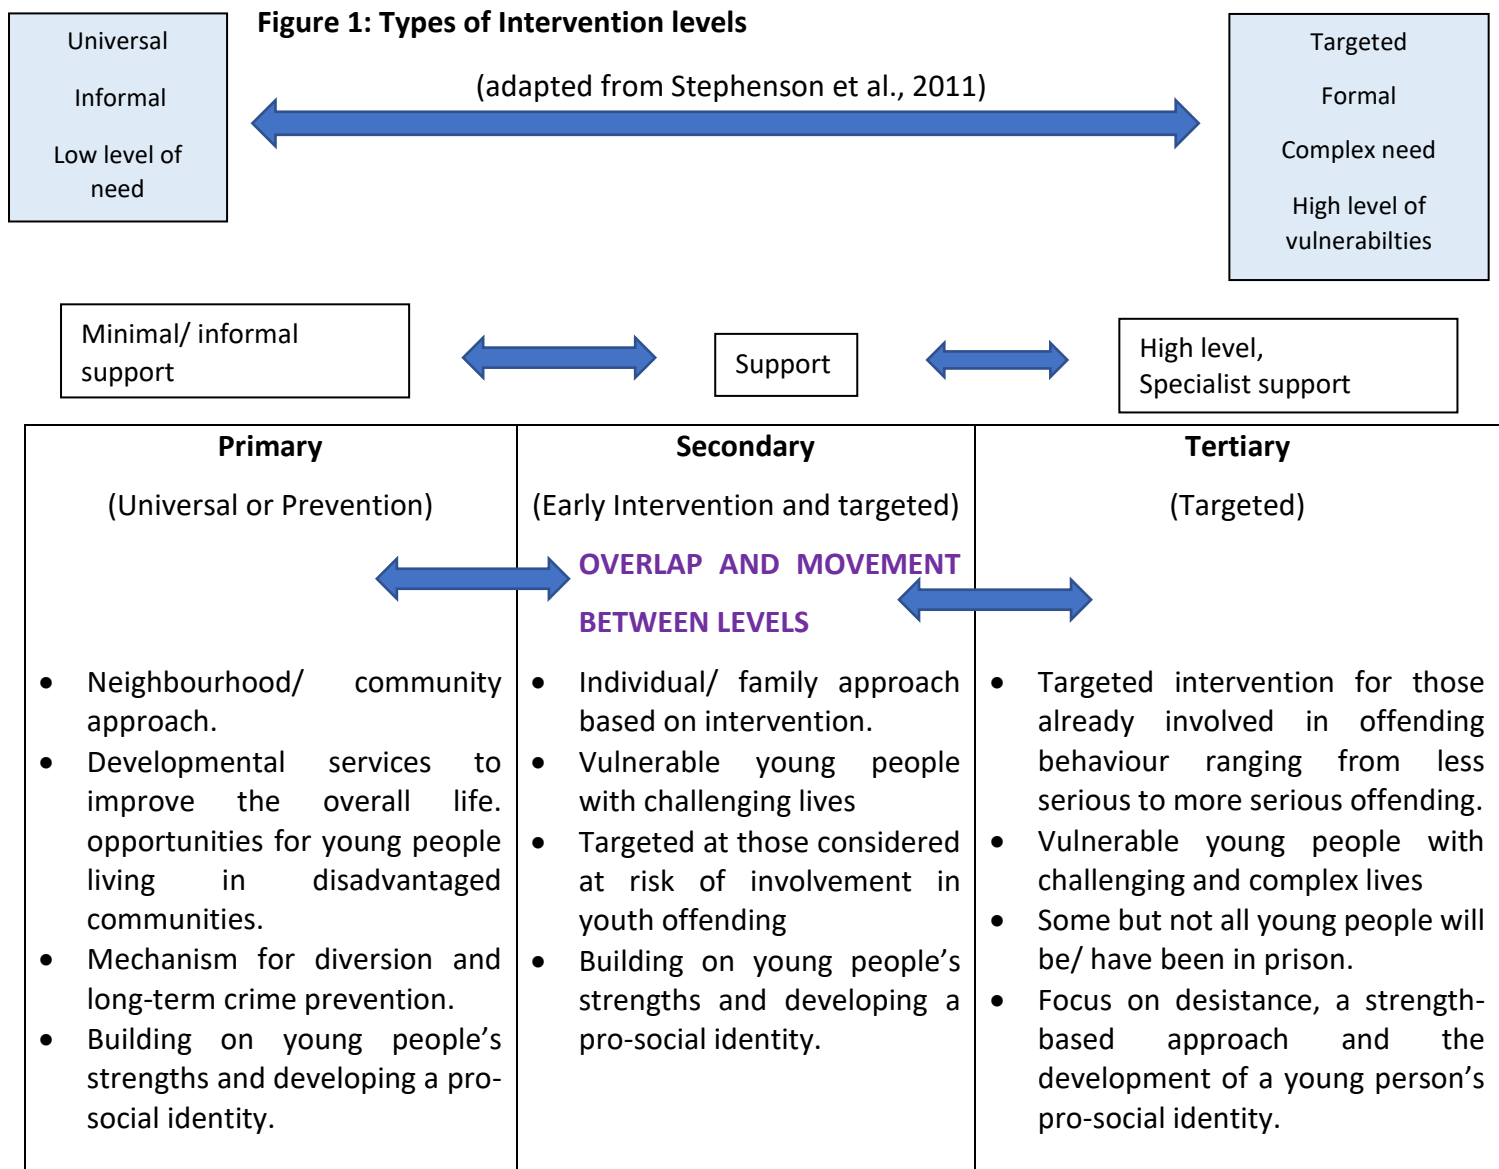 Figure 1: Types of Intervention levels
(adapted from Stephenson et al., 2011)
Universal
Informal
Low level of
need
Targeted
Formal
Complex need
High level of
vulnerabilties
Minimal/ informal
support
Support
High level,
Specialist support
Primary
(Universal or Prevention)
• Neighbourhood/ community
approach.
• Developmental services to
improve the overall life.
opportunities for young people
living in disadvantaged
communities.
• Mechanism for diversion and
long-term crime prevention.
• Building on young people’s
strengths and developing a pro-
social identity.
Secondary
(Early Intervention and targeted)
OVERLAP AND MOVEMENT
BETWEEN LEVELS
• Individual/ family approach
based on intervention.
• Vulnerable young people
with challenging lives
• Targeted at those considered
at risk of involvement in
youth offending
• Building on young people’s
strengths and developing a
pro-social identity.
Tertiary
(Targeted)
• Targeted intervention for those
already involved in offending
behaviour ranging from less
serious to more serious offending.
• Vulnerable young people with
challenging and complex lives
• Some but not all young people will
be/ have been in prison.
• Focus on desistance, a strength-
based approach and the
development of a young person’s
pro-social identity.